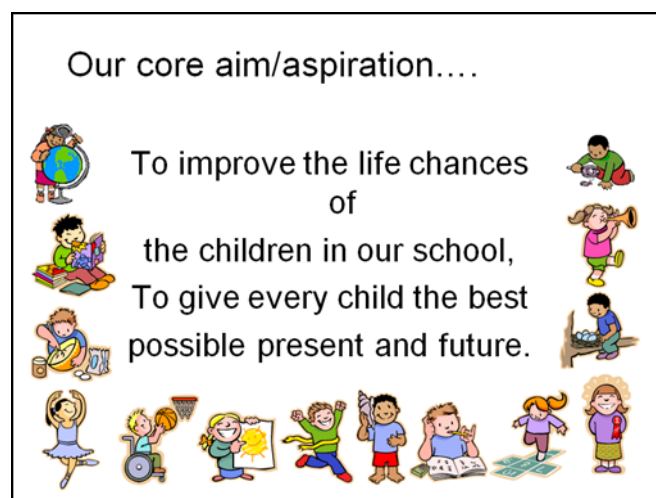 Our core aim/aspiration....
To improve the life chances
of
the children in our school,
To give every child the best
possible present and future.